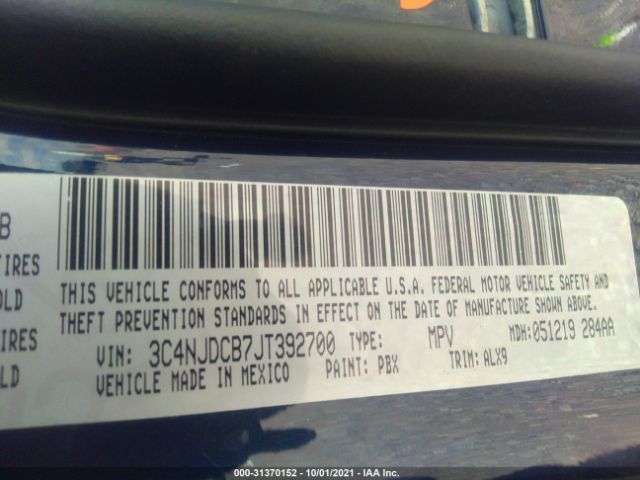 B
TIRES
OLD
IRES
LD
THIS VEHICLE CONFORMS TO ALL APPLICABLE U.S.A. FEDERAL MOTOR VEHICLE SAFETY AND
THEFT PREVENTION STANDARDS IN EFFECT ON THE DATE OF MANUFACTURE SHOWN ABOVE.
VIN: 3C4NJDCB7JT392700 TYPE: MPV MDH:051219 284AA
VEHICLE MADE IN MEXICO PAINT: PBX TRIM: ALX9
000-31370152 - 10/01/2021 - IAA Inc.